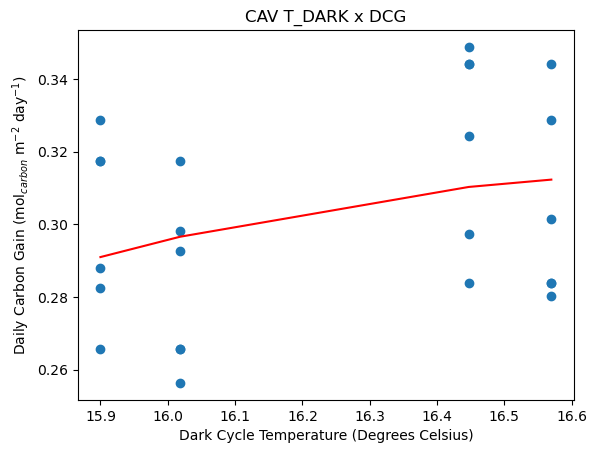 CAV T_DARK x DCG
Daily Carbon Gain (mol$_{carbon}$ m$^{-2}$ day$^{-1}$)
0.34
0.32
0.30
0.28
0.26
15.9 16.0 16.1 16.2 16.3 16.4 16.5 16.6
Dark Cycle Temperature (Degrees Celsius)